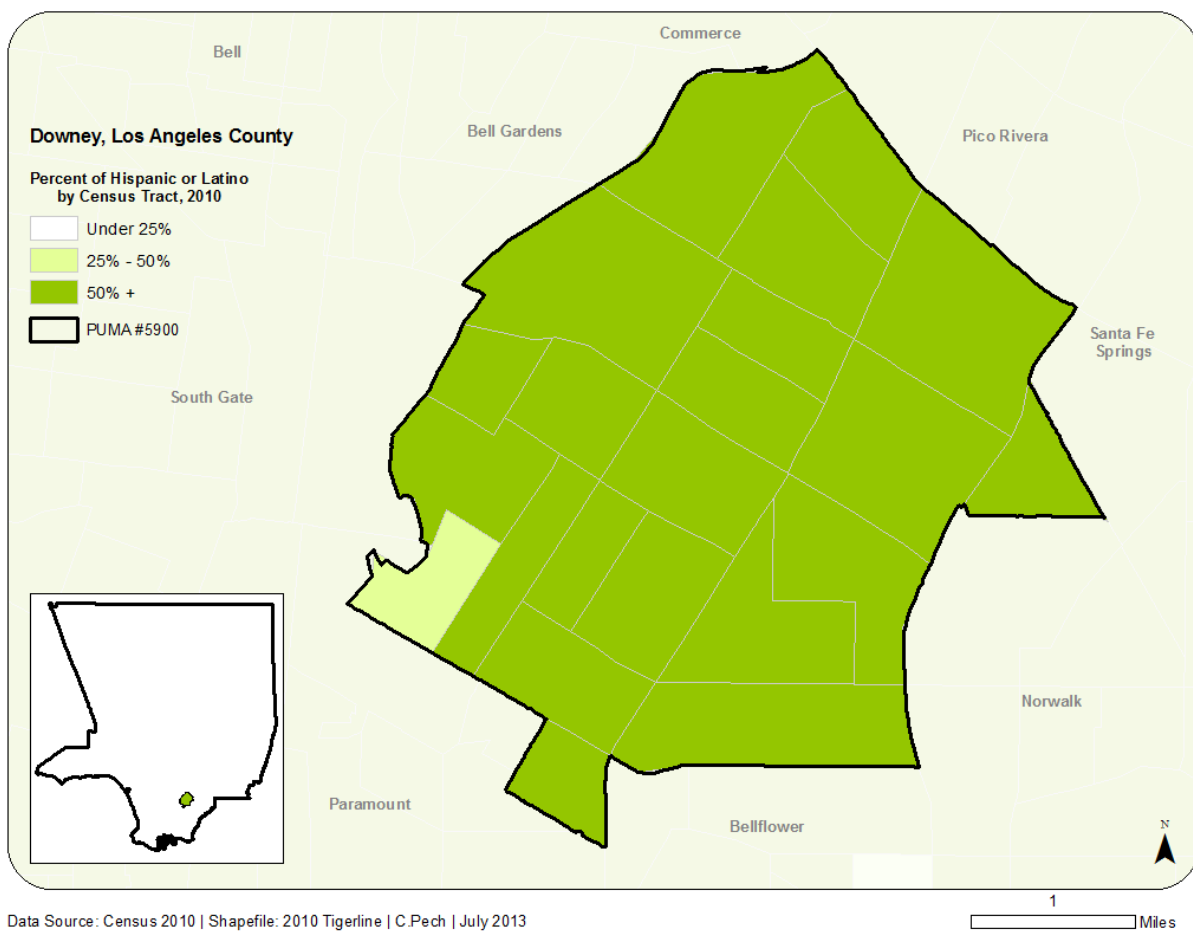 Commerce
Bell
Bell Gardens
Pico Rivera
Downey, Los Angeles County
Percent of Hispanic or Latino
by Census Tract, 2010
Under 25%
25% - 50%
50% +
PUMA #5900
Santa Fe
Springs
South Gate
Norwalk
Paramount
Bellflower
N
1
Miles
Data Source: Census 2010 | Shapefile: 2010 Tigerline | C.Pech | July 2013